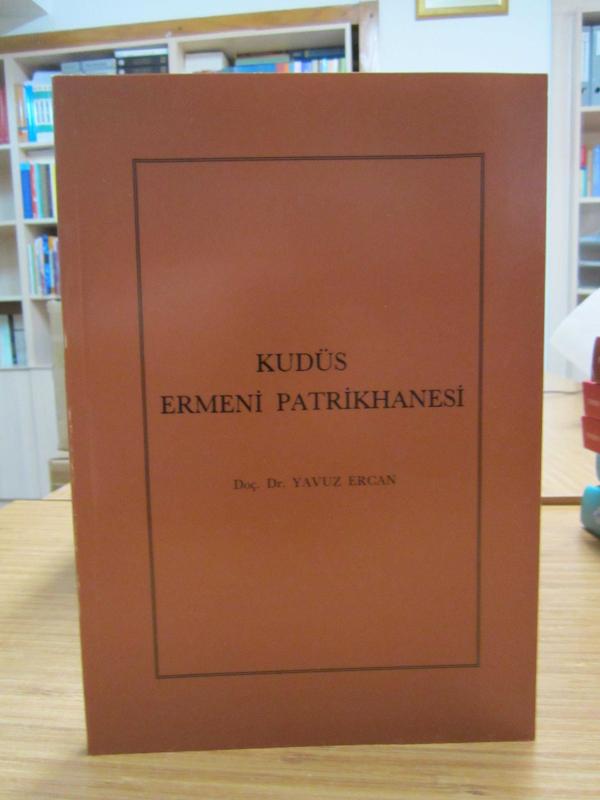 KUDÜS
ERMENİ PATRİKHANESİ
Doç. Dr. YAVUZ ERCAN